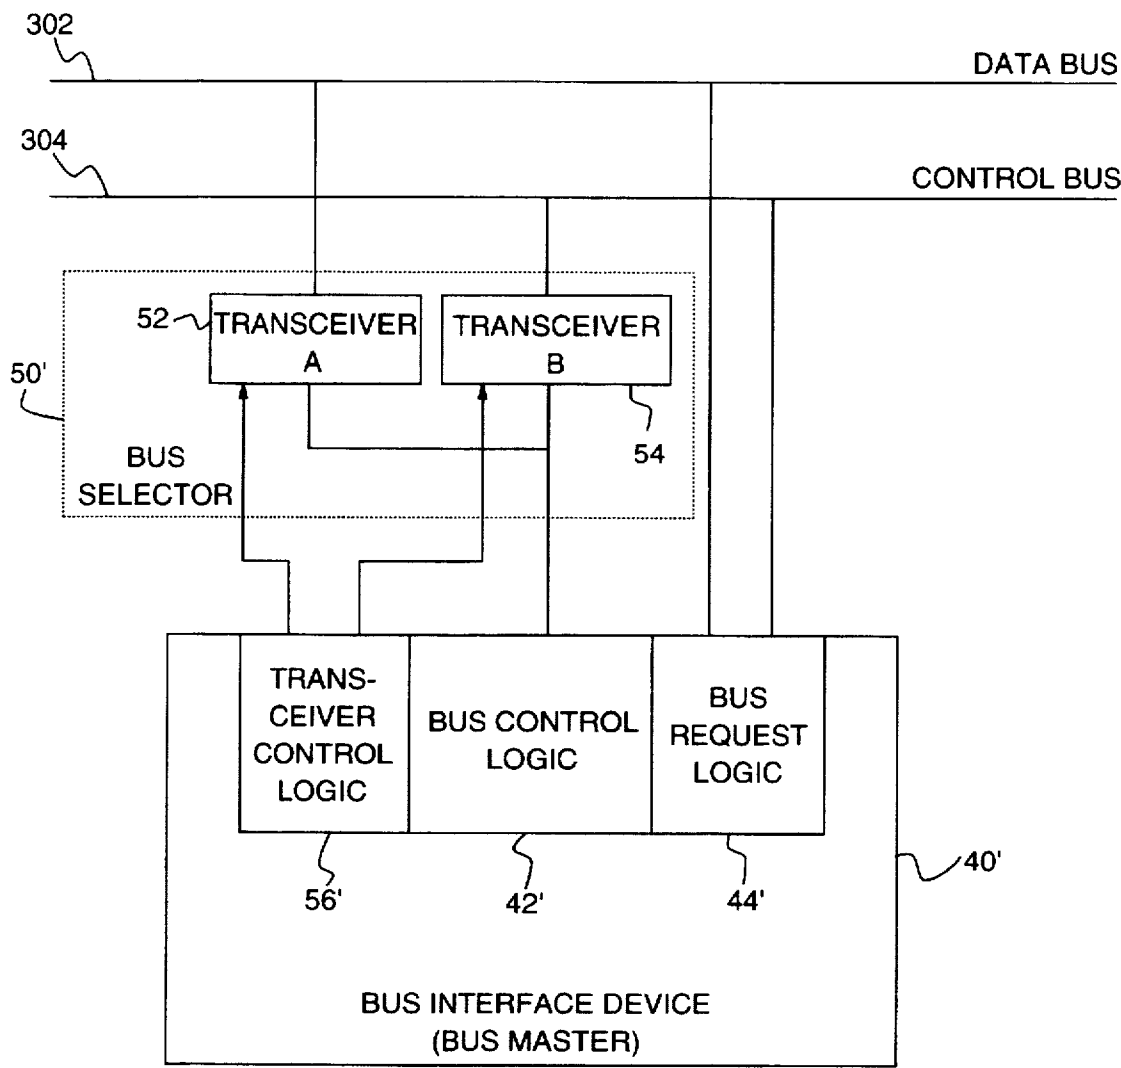 302
DATA BUS
304
CONTROL BUS
52
TRANSCEIVER
A
TRANSCEIVER
B
50'
54
BUS
SELECTOR
TRANS-
CEIVER
CONTROL
LOGIC
BUS CONTROL
LOGIC
BUS
REQUEST
LOGIC
56'
42'
44'
40'
BUS INTERFACE DEVICE
(BUS MASTER)